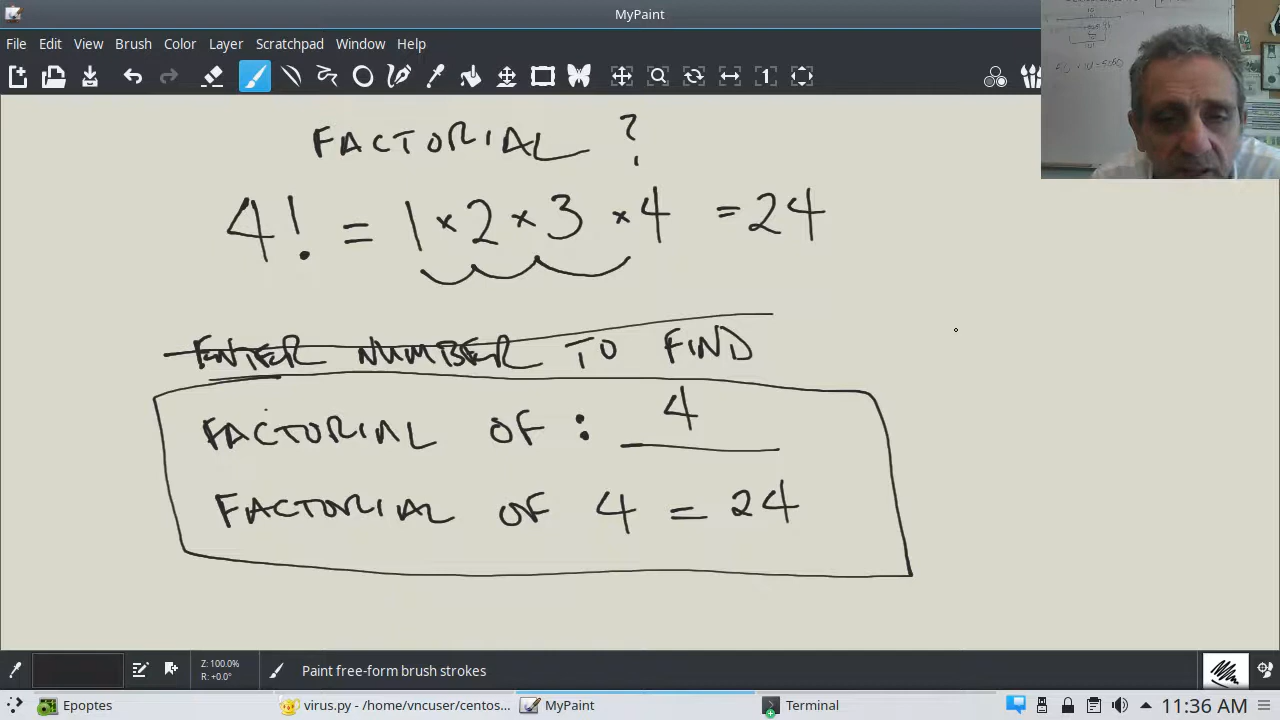 MyPaint
File Edit View Brush Color Layer Scratchpad Window Help
FACTORIAL ?
4! = 1 × 2 × 3 × 4 = 24
ENTER NUMBER TO FIND
FACTORIAL OF : 4
FACTORIAL OF 4 = 24
Z: 100.0%
R: +0.0°
Paint free-form brush strokes
Epoptes
virus.py - /home/vncuser/centos...
Mypaint
Terminal
11:36 AM